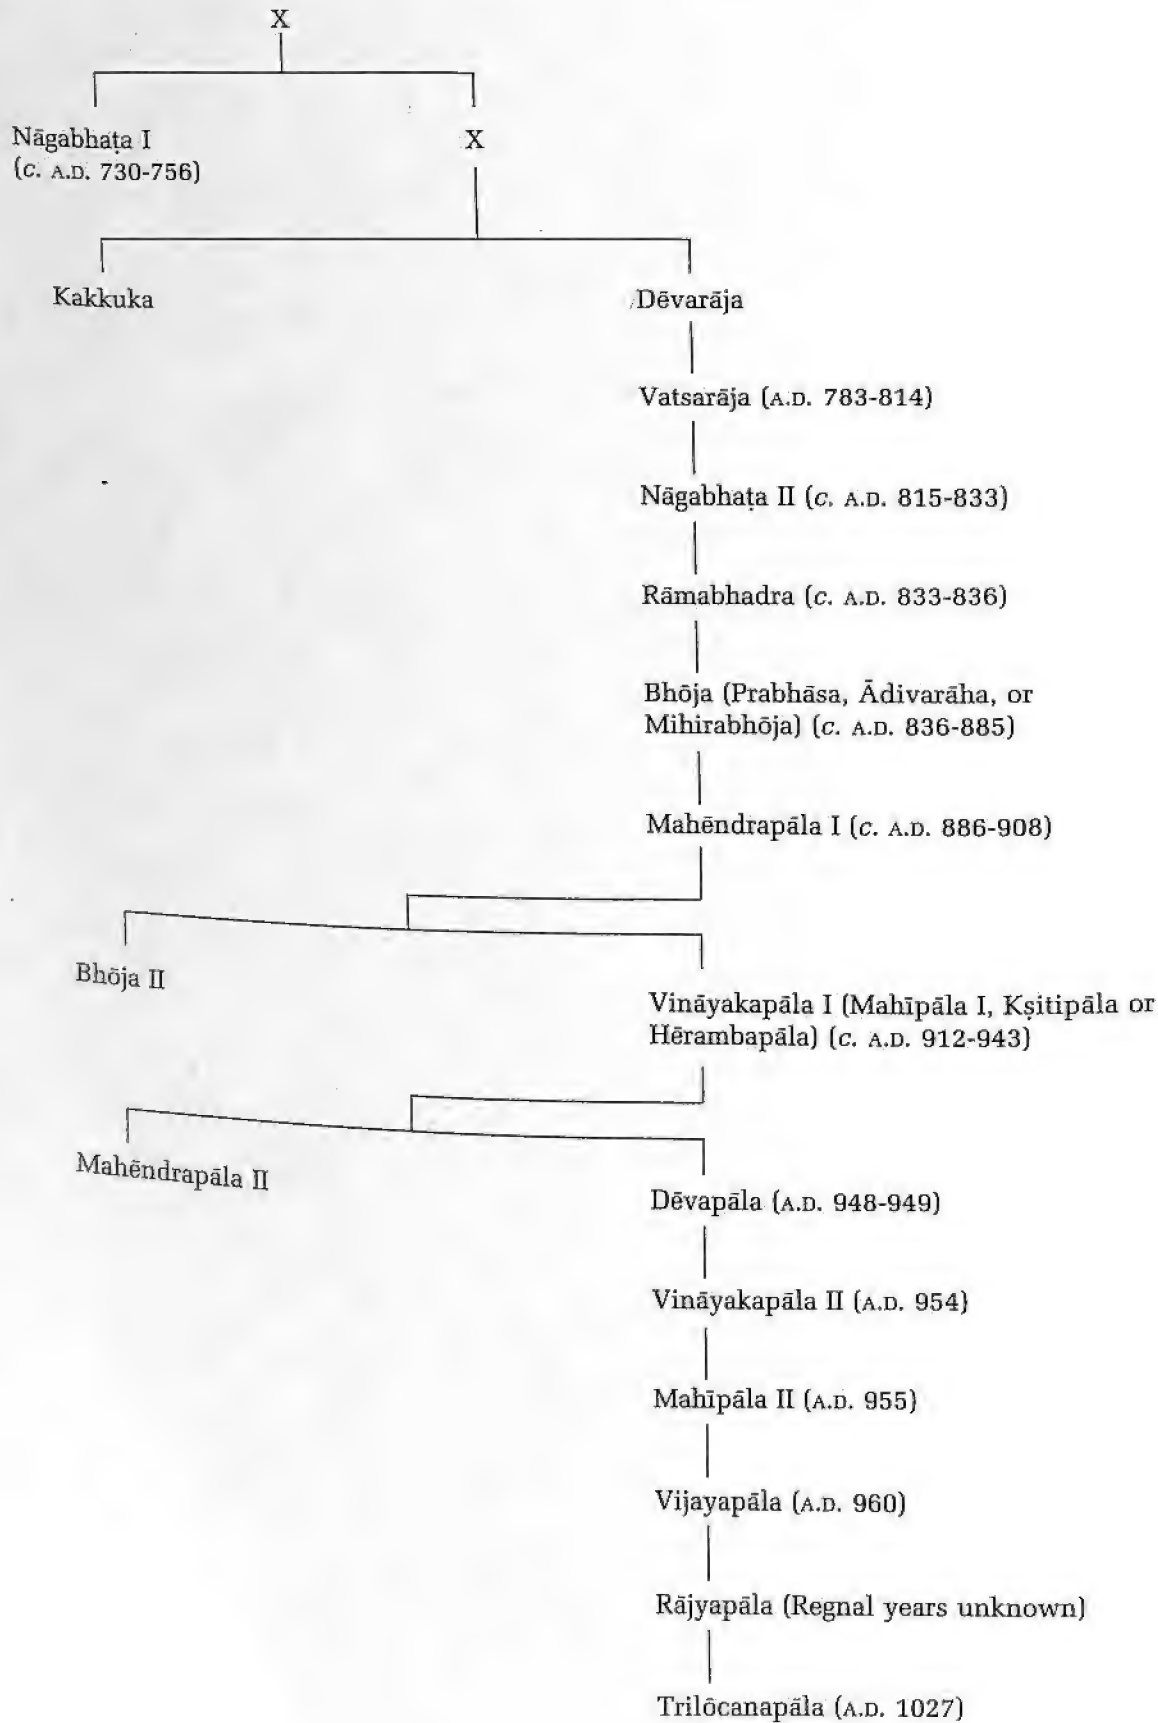 X
Nāgabhaṭa I
(c. A.D. 730-756)
X
Kakkuka
Dēvarāja
Vatsarāja (A.D. 783-814)
Nāgabhaṭa II (c. A.D. 815-833)
Rāmabhadra (c. A.D. 833-836)
Bhōja (Prabhāsa, Ādivarāha, or
Mihirabhōja) (c. A.D. 836-885)
Mahēndrapāla I (c. A.D. 886-908)
Bhōja II
Vināyakapāla I (Mahīpāla I, Kṣitipāla or
Hērambapāla) (c. A.D. 912-943)
Mahēndrapāla II
Dēvapāla (A.D. 948-949)
Vināyakapāla II (A.D. 954)
Mahīpāla II (A.D. 955)
Vijayapāla (A.D. 960)
Rājyapāla (Regnal years unknown)
Trilōcanapāla (A.D. 1027)